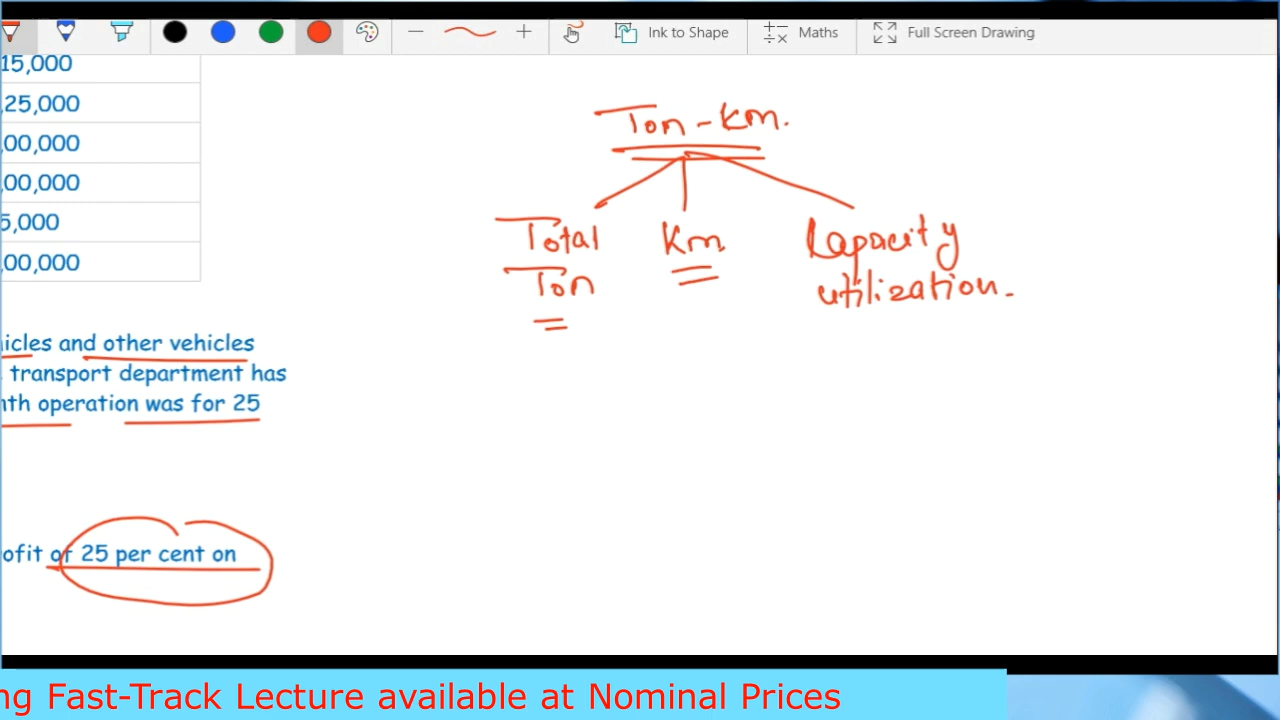 Ink to Shape
Maths
Full Screen Drawing
15,000
,25,000
,00,000
,00,000
5,000
,00,000
Ton-Km.
Total
Ton
Km
Capacity
utilization.
icles and other vehicles
transport department has
nth operation was for 25
ofit of 25 per cent on
ng Fast-Track Lecture available at Nominal Prices